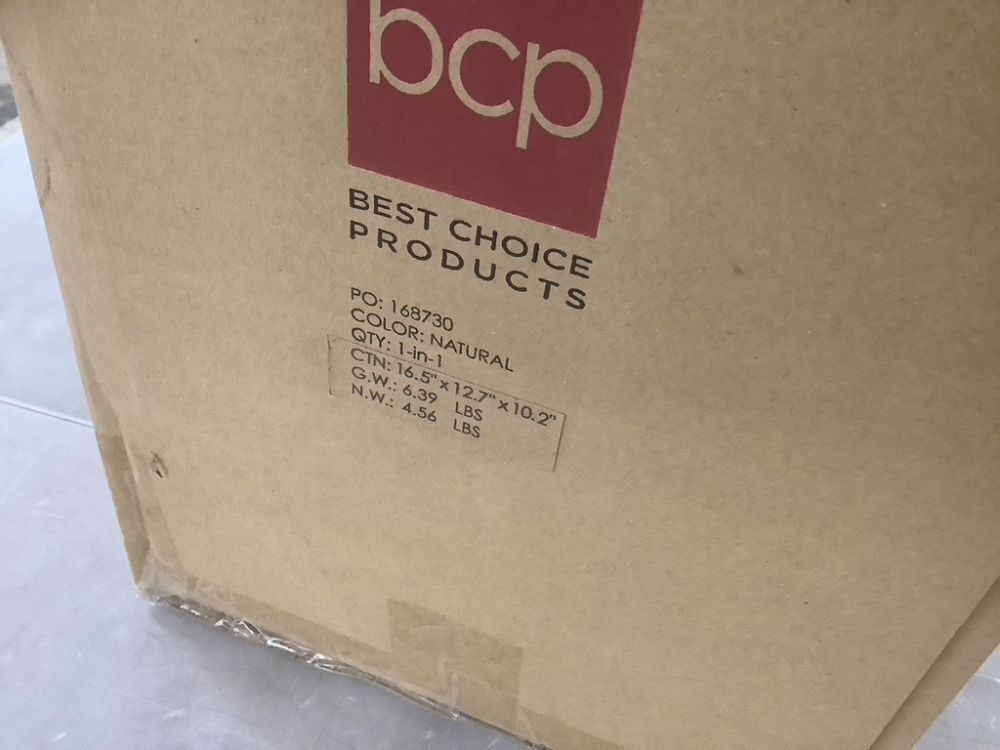 bcp
BEST CHOICE
PRODUCTS
PO: 168730
COLOR: NATURAL
QTY: 1-in-1
CTN: 16.5" x 12.7" x 10.2"
G.W.: 6.39 LBS
N.W.: 4.56 LBS